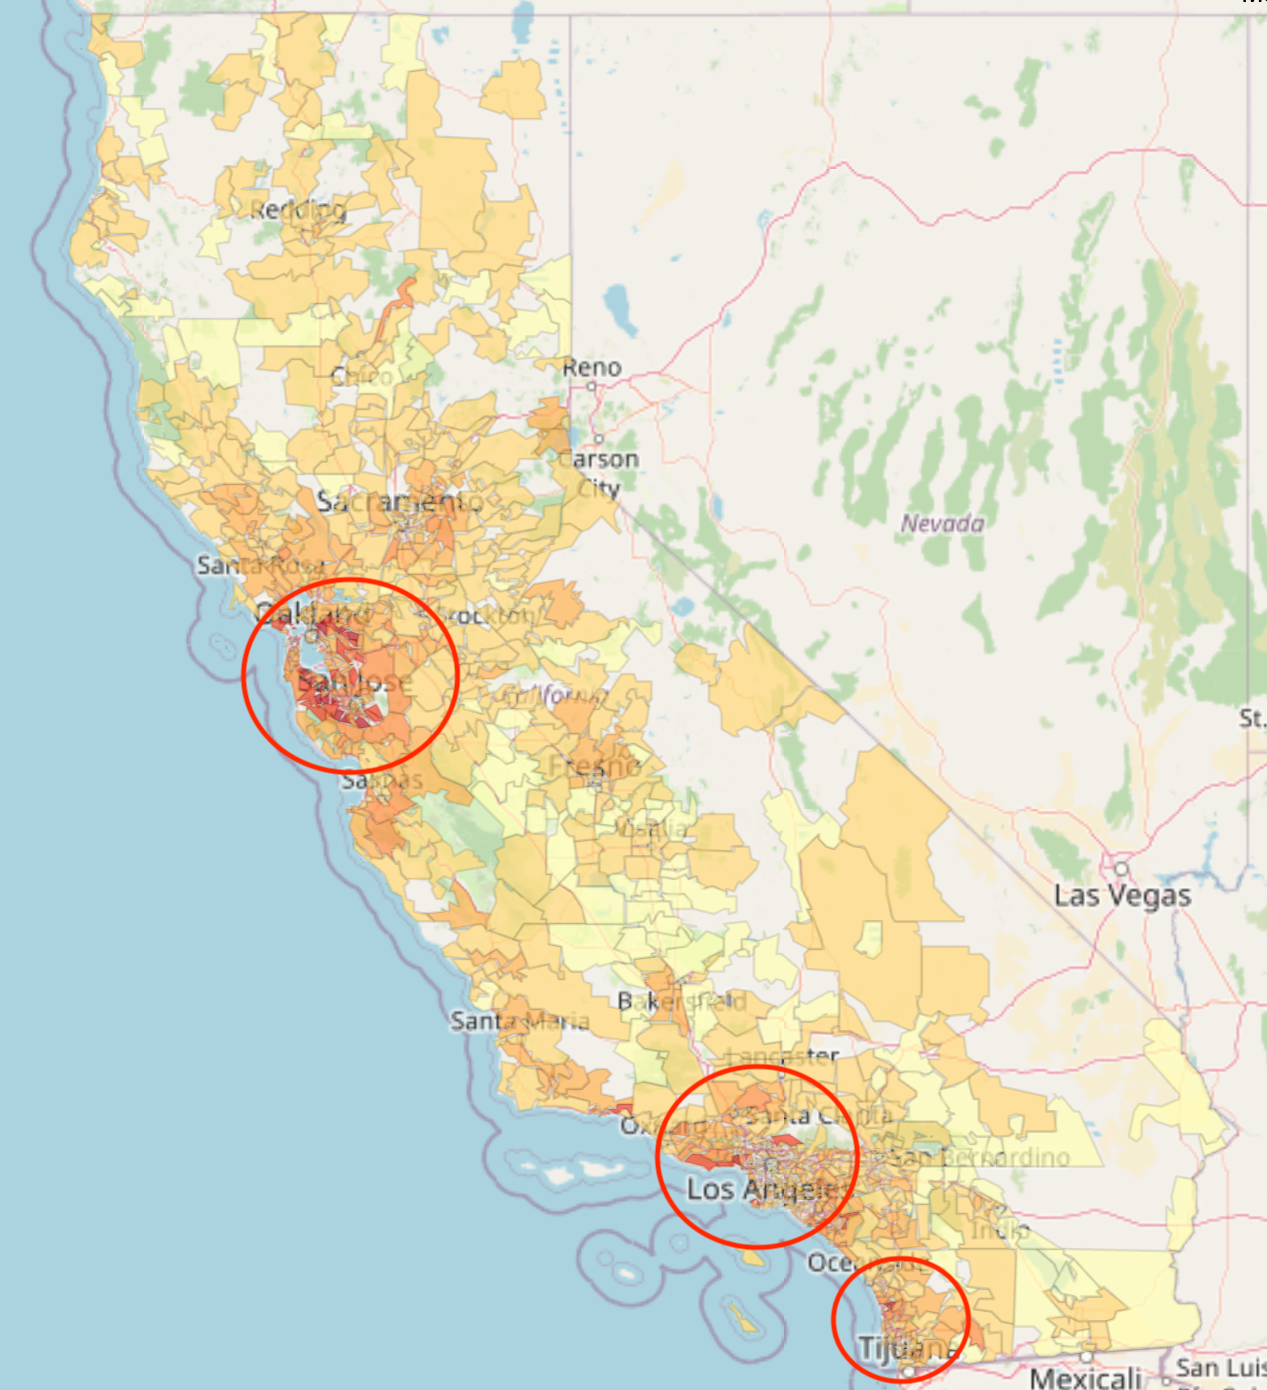 Redding
Reno
Chico
Carson
City
Sacramento
Nevada
Santa Rosa
Oakland
Stockton
San Jose
California
St.
Fresno
Salinas
Visalia
Las Vegas
Bakersfield
Santa Maria
Lancaster
Santa Clarita
Oxnard
San Bernardino
Los Angeles
Indio
Oceanside
Tijuana
Mexicali
San Luis